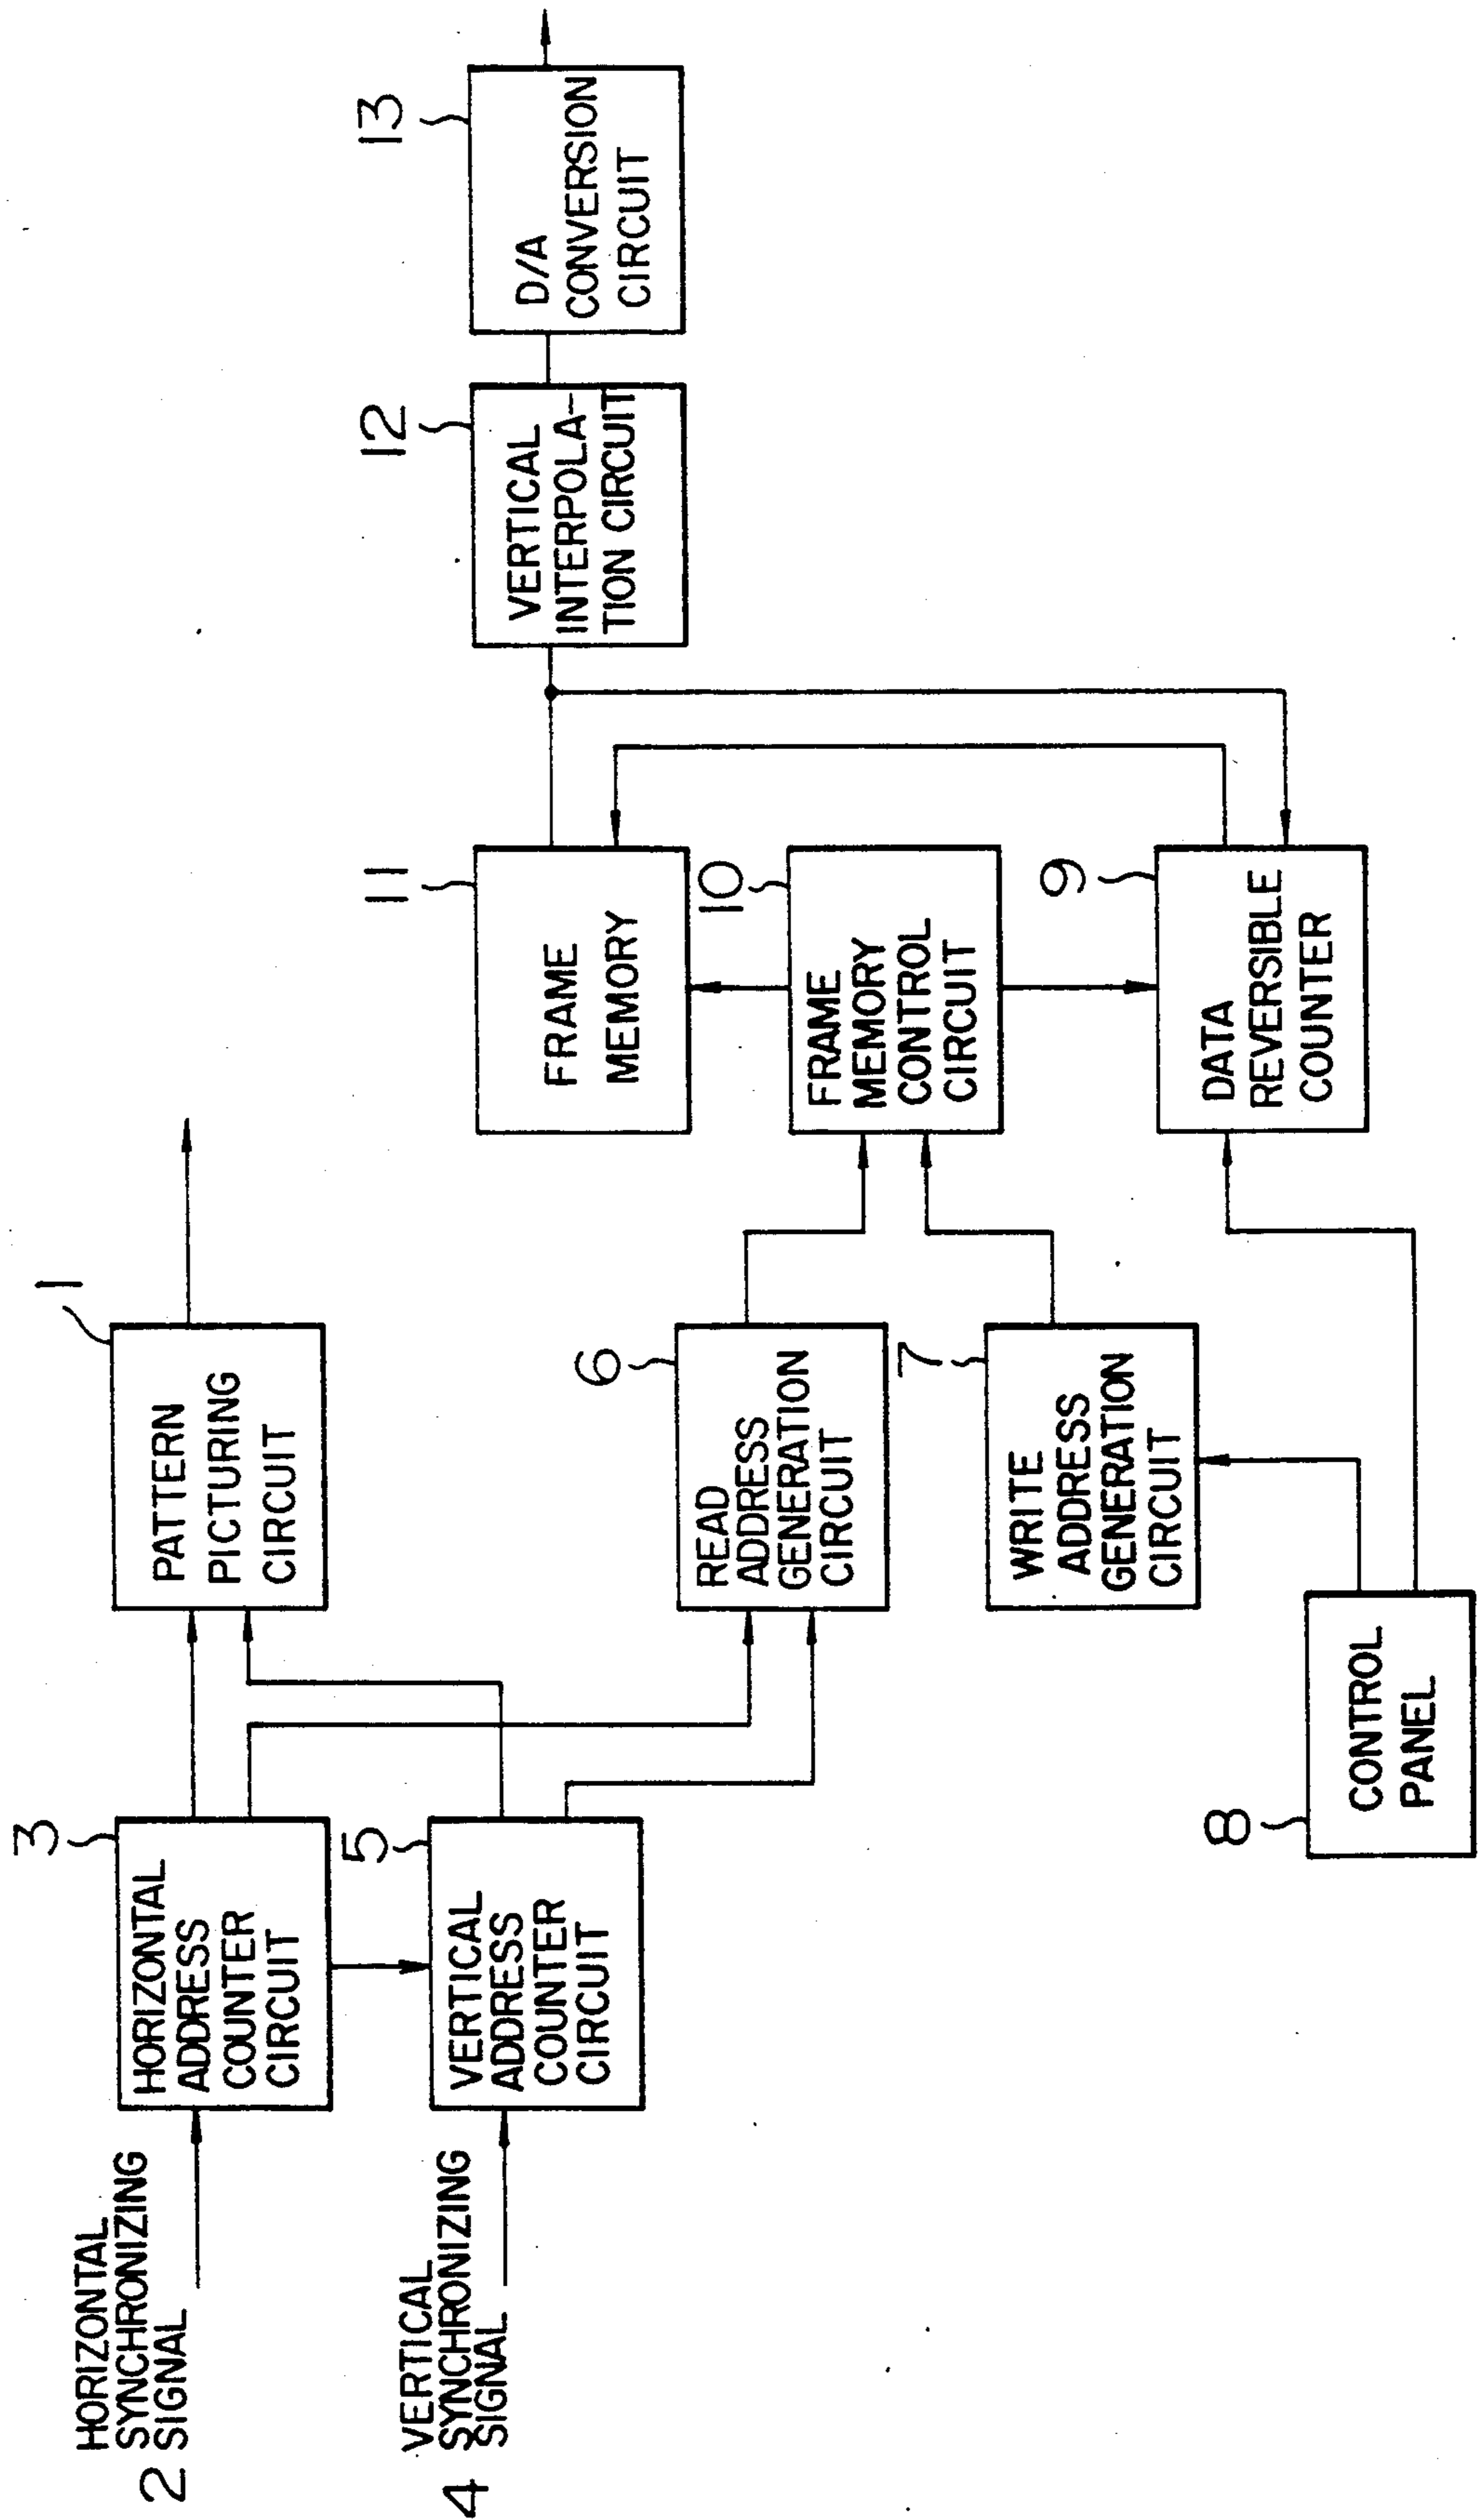 HORIZONTAL
SYNCHRONIZING
SIGNAL
2
3
HORIZONTAL
ADDRESS
COUNTER
CIRCUIT
1
PATTERN
PICTURING
CIRCUIT
VERTICAL
SYNCHRONIZING
SIGNAL
4
5
VERTICAL
ADDRESS
COUNTER
CIRCUIT
6
READ
ADDRESS
GENERATION
CIRCUIT
7
WRITE
ADDRESS
GENERATION
CIRCUIT
8
CONTROL
PANEL
11
FRAME
MEMORY
10
FRAME
MEMORY
CONTROL
CIRCUIT
9
DATA
REVERSIBLE
COUNTER
12
VERTICAL
INTERPOLA-
TION CIRCUIT
13
D/A
CONVERSION
CIRCUIT